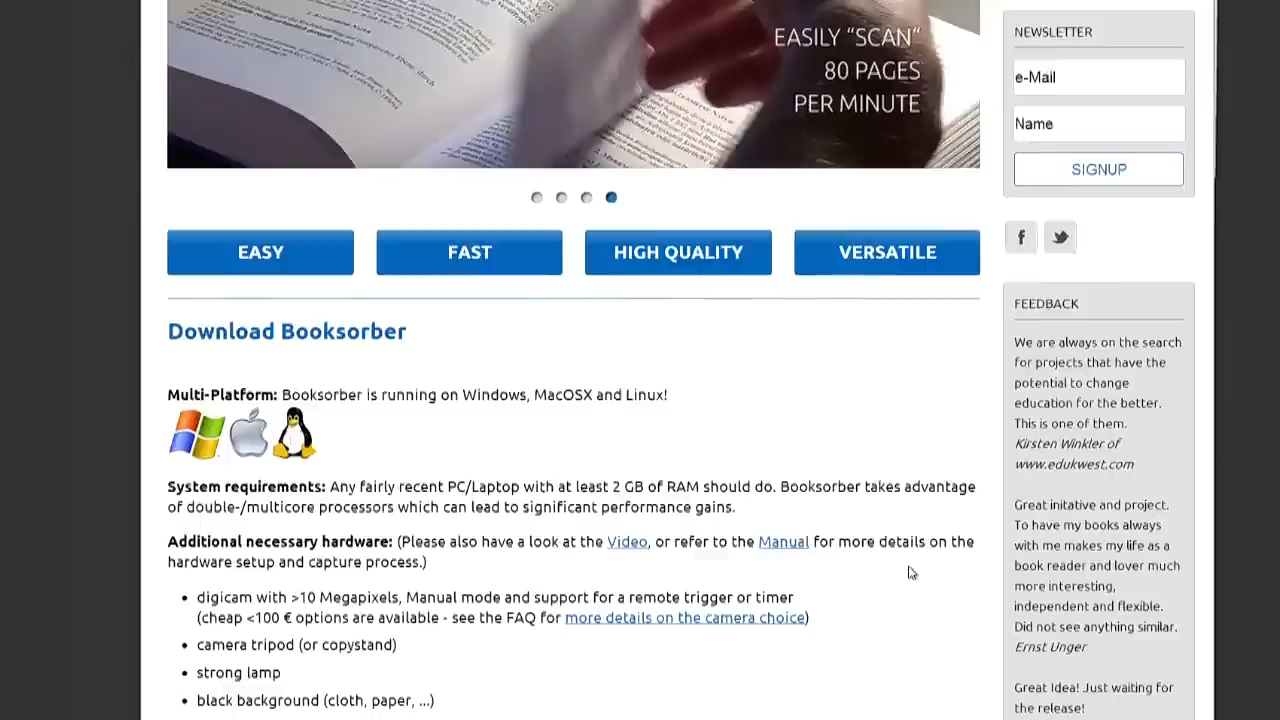 EASILY “SCAN“
80 PAGES
PER MINUTE
EASY
FAST
HIGH QUALITY
VERSATILE
Download Booksorber
Multi-Platform: Booksorber is running on Windows, MacOSX and Linux!
System requirements: Any fairly recent PC/Laptop with at least 2 GB of RAM should do. Booksorber takes advantage
of double-/multicore processors which can lead to significant performance gains.
Additional necessary hardware: (Please also have a look at the Video, or refer to the Manual for more details on the
hardware setup and capture process.)
• digicam with >10 Megapixels, Manual mode and support for a remote trigger or timer
(cheap <100 € options are available - see the FAQ for more details on the camera choice)
• camera tripod (or copystand)
• strong lamp
• black background (cloth, paper, ...)
NEWSLETTER
e-Mail
Name
SIGNUP
FEEDBACK
We are always on the search
for projects that have the
potential to change
education for the better.
This is one of them.
Kirsten Winkler of
www.edukwest.com
Great initative and project.
To have my books always
with me makes my life as a
book reader and lover much
more interesting,
independent and flexible.
Did not see anything similar.
Ernst Unger
Great Idea! Just waiting for
the release!